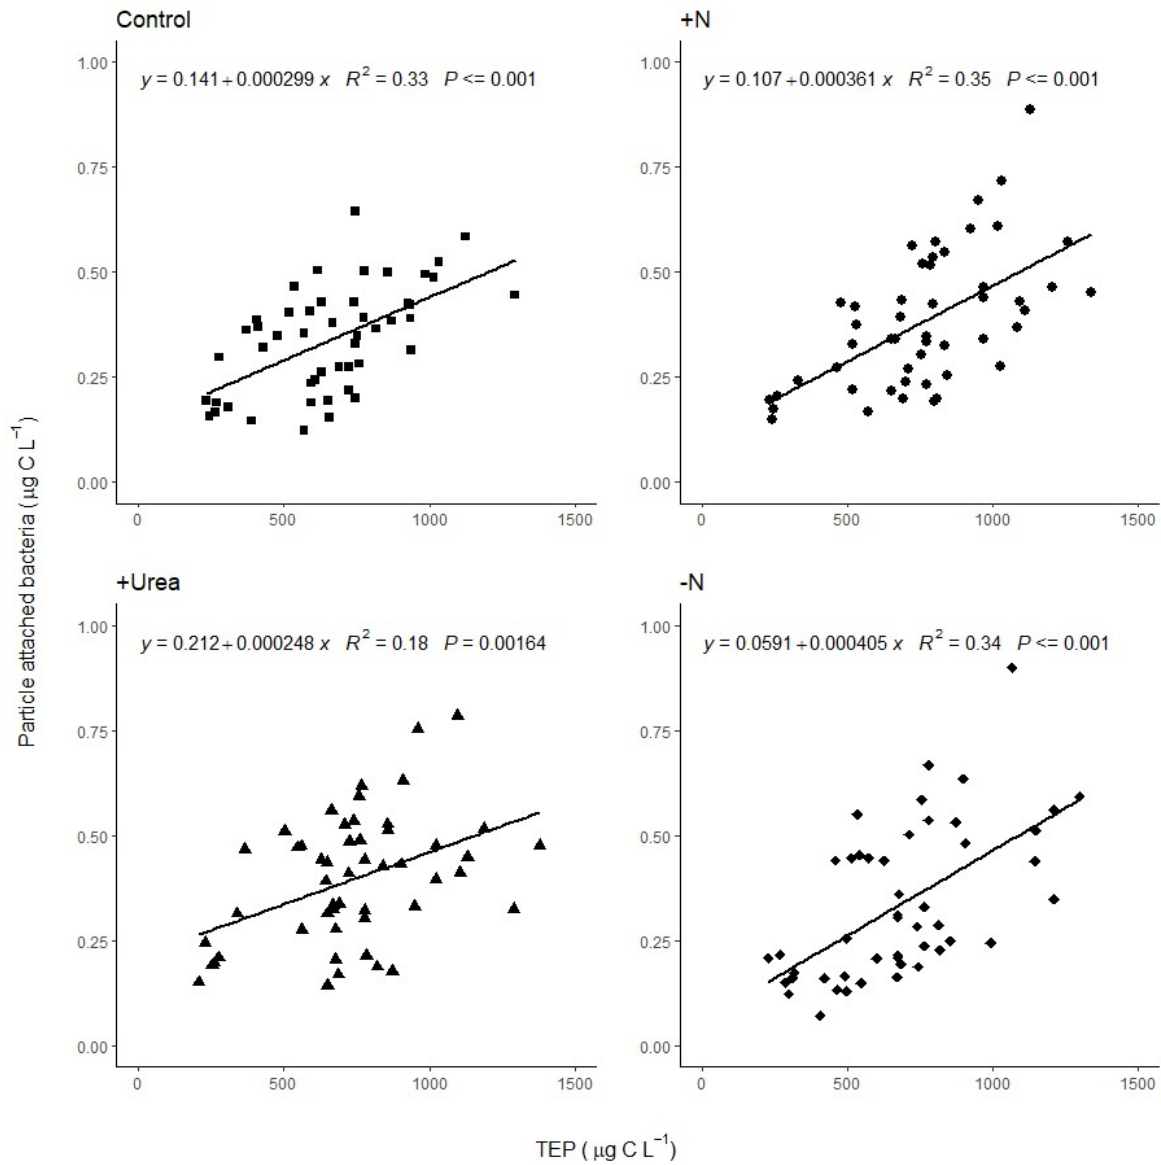 Control
y = 0.141 + 0.000299 x R² = 0.33 P <= 0.001
1.00
0.75
0.50
0.25
0.00
0 500 1000 1500
+N
y = 0.107 + 0.000361 x R² = 0.35 P <= 0.001
1.00
0.75
0.50
0.25
0.00
0 500 1000 1500
+Urea
y = 0.212 + 0.000248 x R² = 0.18 P = 0.00164
1.00
0.75
0.50
0.25
0.00
0 500 1000 1500
-N
y = 0.0591 + 0.000405 x R² = 0.34 P <= 0.001
1.00
0.75
0.50
0.25
0.00
0 500 1000 1500
Particle attached bacteria (μg C L⁻¹)
TEP (μg C L⁻¹)